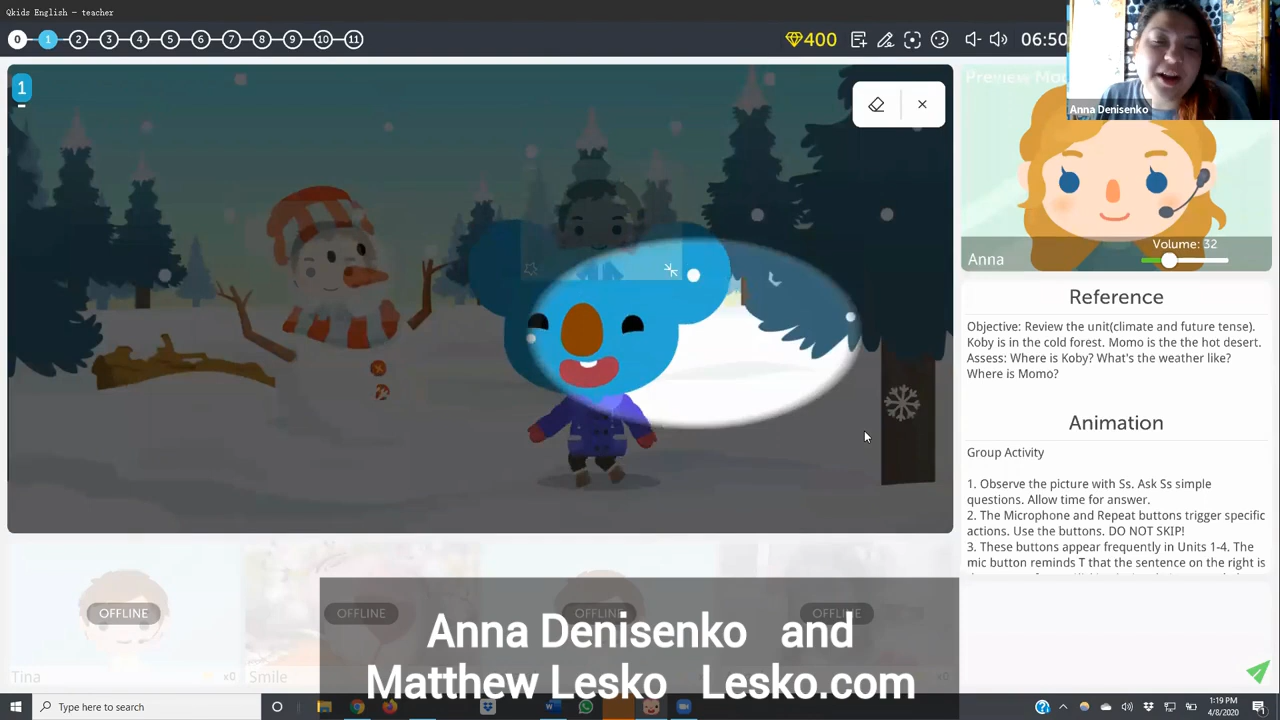 Qkids English - teacher
0 1 2 3 4 5 6 7 8 9 10 11
400
06:50
1
Preview Mod
Anna Denisenko
Volume: 32
Anna
Reference
Objective: Review the unit(climate and future tense).
Koby is in the cold forest. Momo is the the hot desert.
Assess: Where is Koby? What's the weather like?
Where is Momo?
Animation
Group Activity
1. Observe the picture with Ss. Ask Ss simple
questions. Allow time for answer.
2. The Microphone and Repeat buttons trigger specific
actions. Use the buttons. DO NOT SKIP!
3. These buttons appear frequently in Units 1-4. The
mic button reminds T that the sentence on the right is
OFFLINE OFFLINE OFFLINE OFFLINE
Tina x0 Smile x0
Anna Denisenko and
Matthew Lesko Lesko.com
Type here to search
1:19 PM
4/8/2020